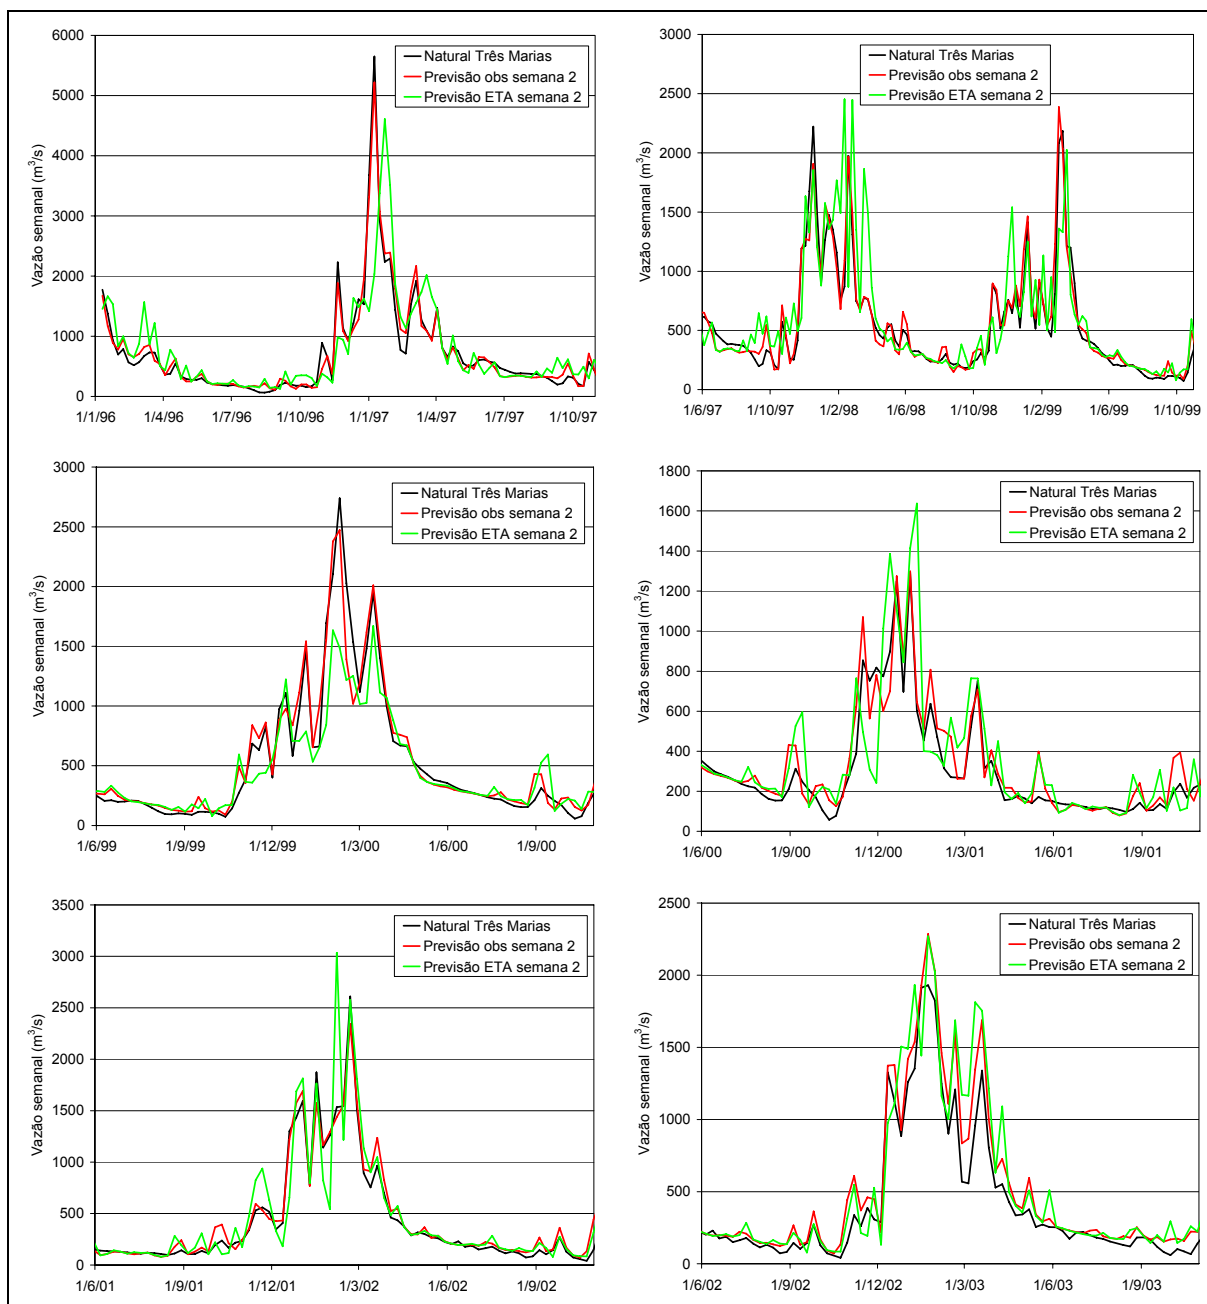 6000
5000
4000
3000
2000
1000
0
Vazão semanal (m³/s)
Natural Três Marias
Previsão obs semana 2
Previsão ETA semana 2
1/1/96 1/4/96 1/7/96 1/10/96 1/1/97 1/4/97 1/7/97 1/10/97
3000
2500
2000
1500
1000
500
0
Vazão semanal (m³/s)
Natural Três Marias
Previsão obs semana 2
Previsão ETA semana 2
1/6/97 1/10/97 1/2/98 1/6/98 1/10/98 1/2/99 1/6/99 1/10/99
3000
2500
2000
1500
1000
500
0
Vazão semanal (m³/s)
Natural Três Marias
Previsão obs semana 2
Previsão ETA semana 2
1/6/99 1/9/99 1/12/99 1/3/00 1/6/00 1/9/00
1800
1600
1400
1200
1000
800
600
400
200
0
Vazão semanal (m³/s)
Natural Três Marias
Previsão obs semana 2
Previsão ETA semana 2
1/6/00 1/9/00 1/12/00 1/3/01 1/6/01 1/9/01
3500
3000
2500
2000
1500
1000
500
0
Vazão semanal (m³/s)
Natural Três Marias
Previsão obs semana 2
Previsão ETA semana 2
1/6/01 1/9/01 1/12/01 1/3/02 1/6/02 1/9/02
2500
2000
1500
1000
500
0
Vazão semanal (m³/s)
Natural Três Marias
Previsão obs semana 2
Previsão ETA semana 2
1/6/02 1/9/02 1/12/02 1/3/03 1/6/03 1/9/03